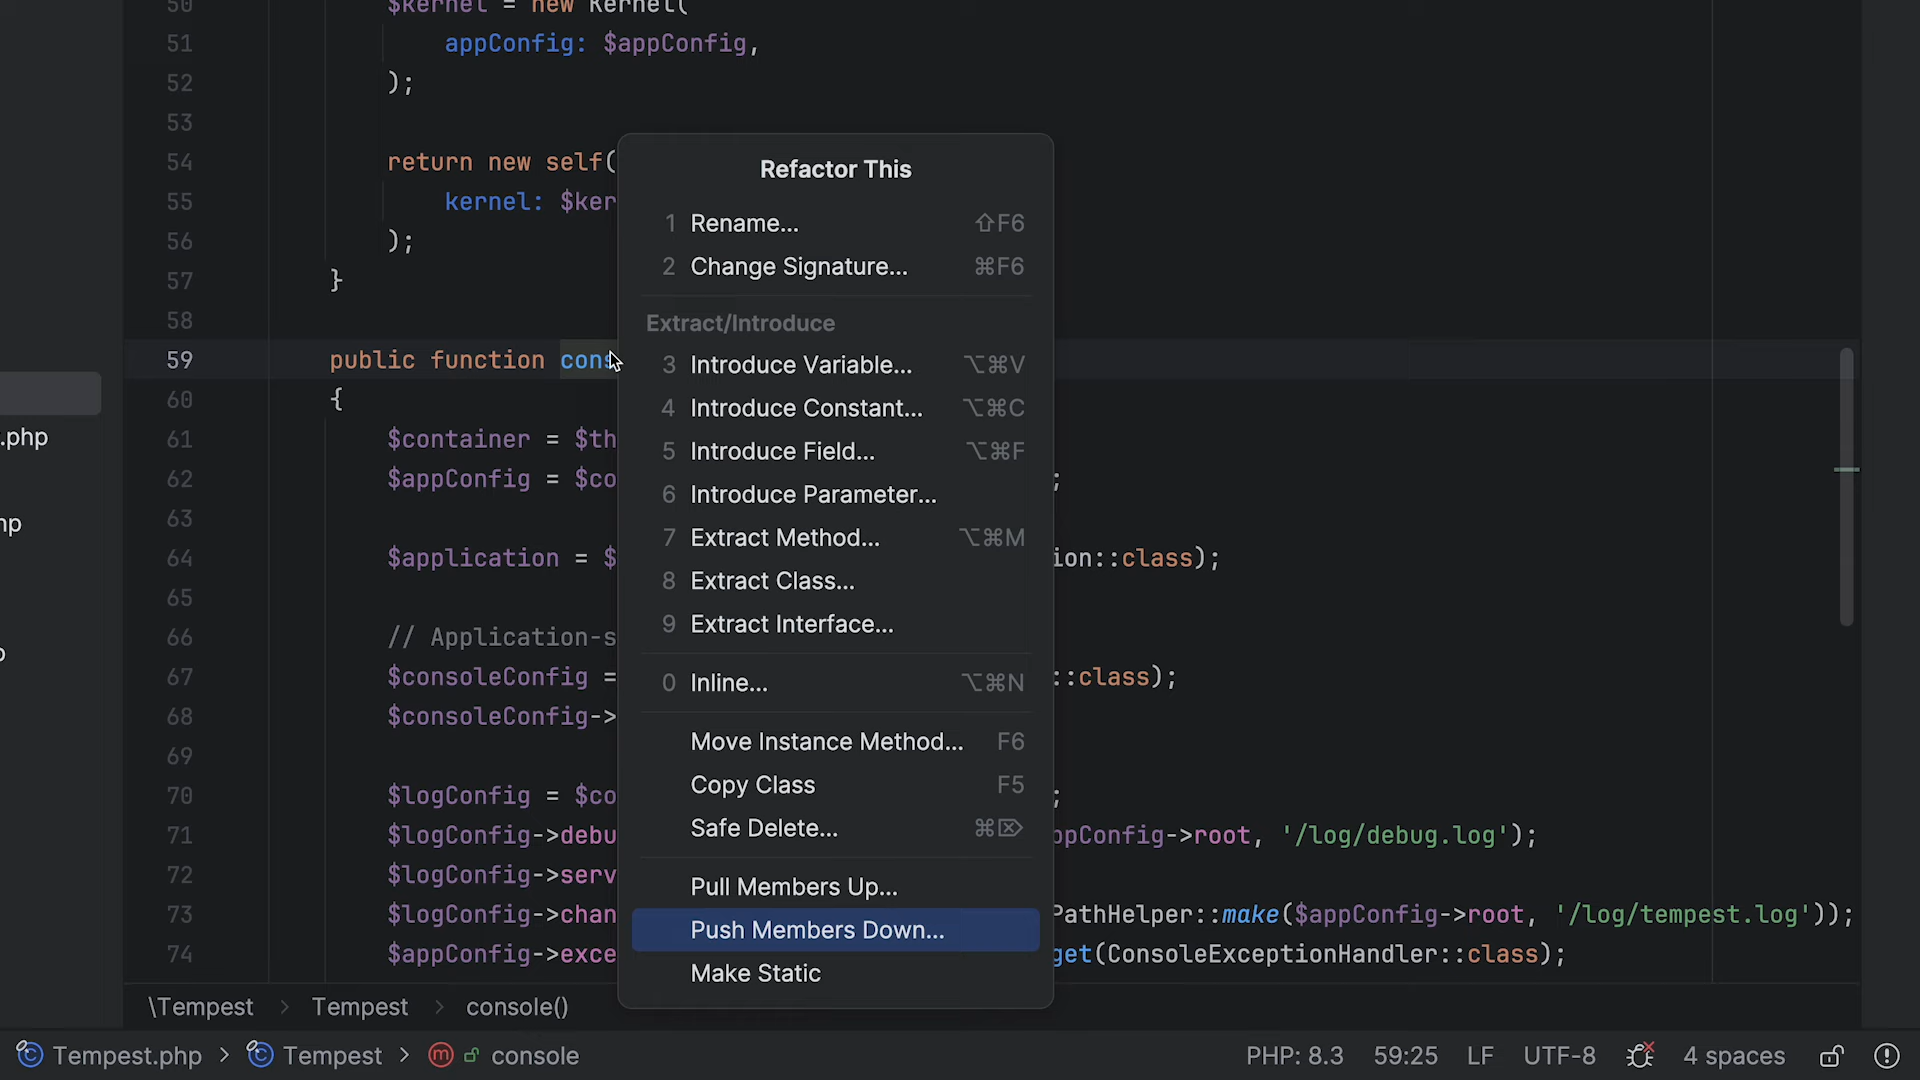 50 $kernel = new Kernel(
51 appConfig: $appConfig,
52 );
53
54 return new self(
55 kernel: $ker
56 );
57 }
58
59 public function cons
60 {
61 $container = $th
62 $appConfig = $co ;
63
64 $application = $ ion::class);
65
66 // Application-s
67 $consoleConfig = ::class);
68 $consoleConfig->
69
70 $logConfig = $co ;
71 $logConfig->debu ppConfig->root, '/log/debug.log');
72 $logConfig->serv
73 $logConfig->chan PathHelper::make($appConfig->root, '/log/tempest.log'));
74 $appConfig->exce get(ConsoleExceptionHandler::class);
.php
hp
Refactor This
1 Rename... ⇧F6
2 Change Signature... ⌘F6
Extract/Introduce
3 Introduce Variable... ⌥⌘V
4 Introduce Constant... ⌥⌘C
5 Introduce Field... ⌥⌘F
6 Introduce Parameter...
7 Extract Method... ⌥⌘M
8 Extract Class...
9 Extract Interface...
0 Inline... ⌥⌘N
Move Instance Method... F6
Copy Class F5
Safe Delete... ⌘⌦
Pull Members Up...
Push Members Down...
Make Static
\Tempest > Tempest > console()
Tempest.php > Tempest > m console
PHP: 8.3 59:25 LF UTF-8 4 spaces